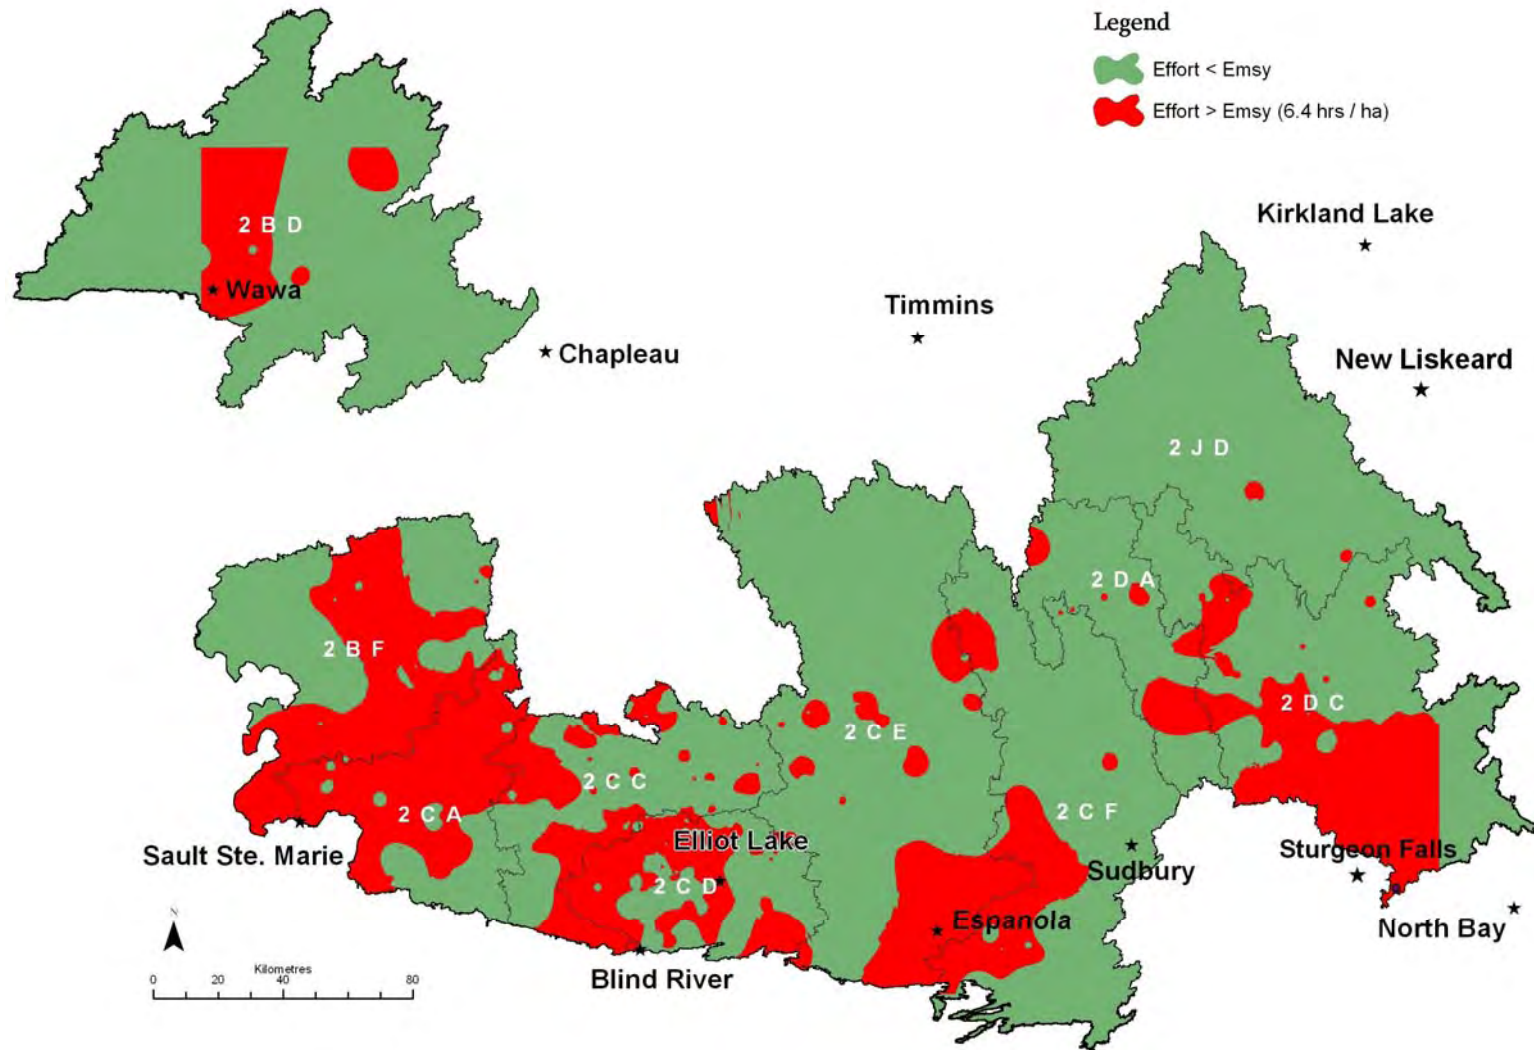 Legend
Effort < Emsy
Effort > Emsy (6.4 hrs / ha)
Kirkland Lake
2 B D
Wawa
Timmins
Chapleau
New Liskeard
2 J D
2 D A
2 B F
2 D C
2 C E
2 C C
2 C A
2 C F
Elliot Lake
Sault Ste. Marie
Sturgeon Falls
Sudbury
2 C D
Espanola
North Bay
N
Kilometres
Blind River
0 20 40 60 80